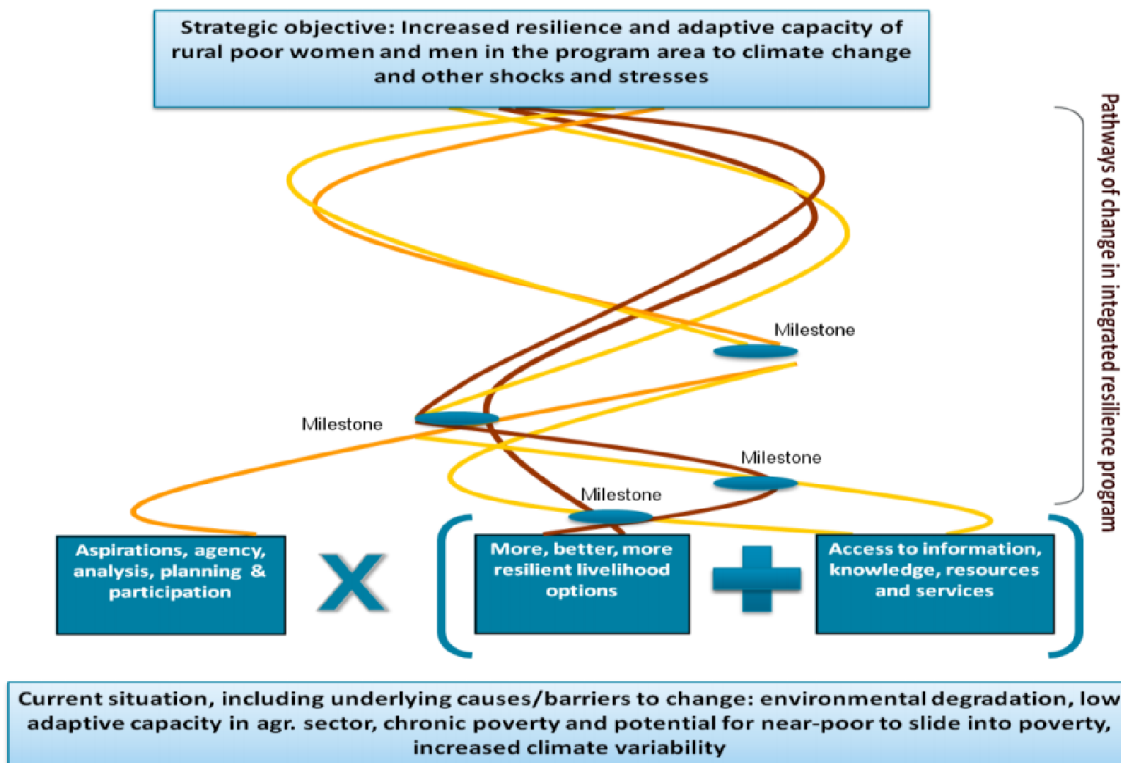 Strategic objective: Increased resilience and adaptive capacity of
rural poor women and men in the program area to climate change
and other shocks and stresses
Pathways of change in integrated resilience program
Milestone
Milestone
Milestone
Milestone
Aspirations, agency,
analysis, planning &
participation
X
More, better, more
resilient livelihood
options
+
Access to information,
knowledge, resources
and services
Current situation, including underlying causes/barriers to change: environmental degradation, low
adaptive capacity in agr. sector, chronic poverty and potential for near-poor to slide into poverty,
increased climate variability